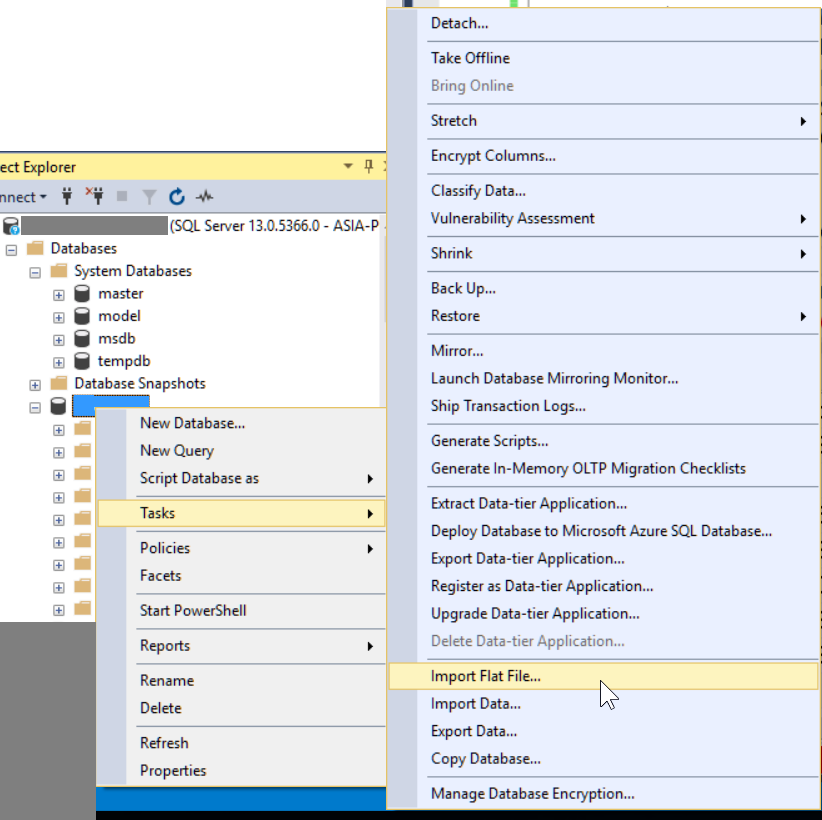 Detach...
Take Offline
Bring Online
Stretch
Encrypt Columns...
Classify Data...
Vulnerability Assessment
Shrink
Back Up...
Restore
Mirror...
Launch Database Mirroring Monitor...
Ship Transaction Logs...
Generate Scripts...
Generate In-Memory OLTP Migration Checklists
Extract Data-tier Application...
Deploy Database to Microsoft Azure SQL Database...
Export Data-tier Application...
Register as Data-tier Application...
Upgrade Data-tier Application...
Delete Data-tier Application...
Import Flat File...
Import Data...
Export Data...
Copy Database...
Manage Database Encryption...
ect Explorer
nnect
(SQL Server 13.0.5366.0 - ASIA-P
Databases
System Databases
master
model
msdb
tempdb
Database Snapshots
New Database...
New Query
Script Database as
Tasks
Policies
Facets
Start PowerShell
Reports
Rename
Delete
Refresh
Properties